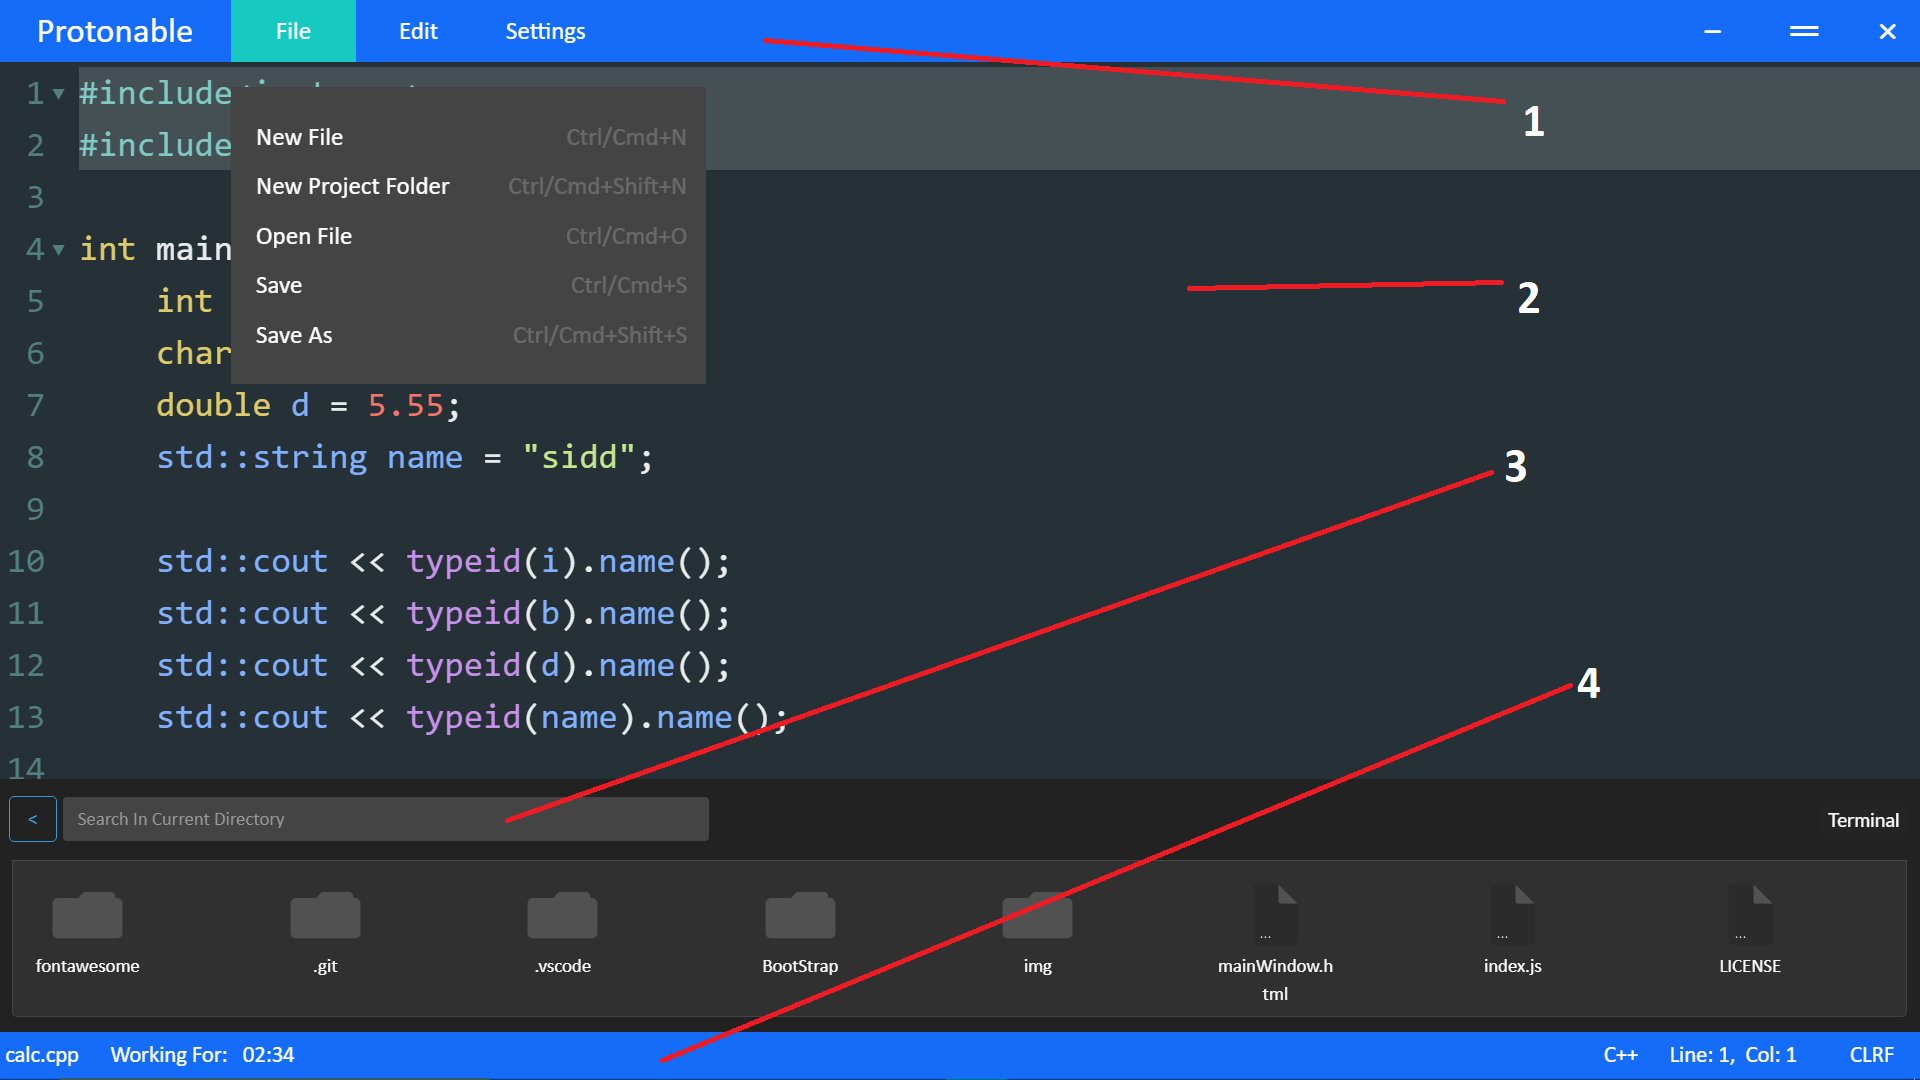 Protonable File Edit Settings
1 #include
2 #include
3
4 int main
5 int
6 char
7 double d = 5.55;
8 std::string name = "sidd";
9
10 std::cout << typeid(i).name();
11 std::cout << typeid(b).name();
12 std::cout << typeid(d).name();
13 std::cout << typeid(name).name();
14
New File Ctrl/Cmd+N
New Project Folder Ctrl/Cmd+Shift+N
Open File Ctrl/Cmd+O
Save Ctrl/Cmd+S
Save As Ctrl/Cmd+Shift+S
1
2
3
4
< Search In Current Directory Terminal
fontawesome .git .vscode BootStrap img mainWindow.h index.js LICENSE
tml
calc.cpp Working For: 02:34 C++ Line: 1, Col: 1 CLRF